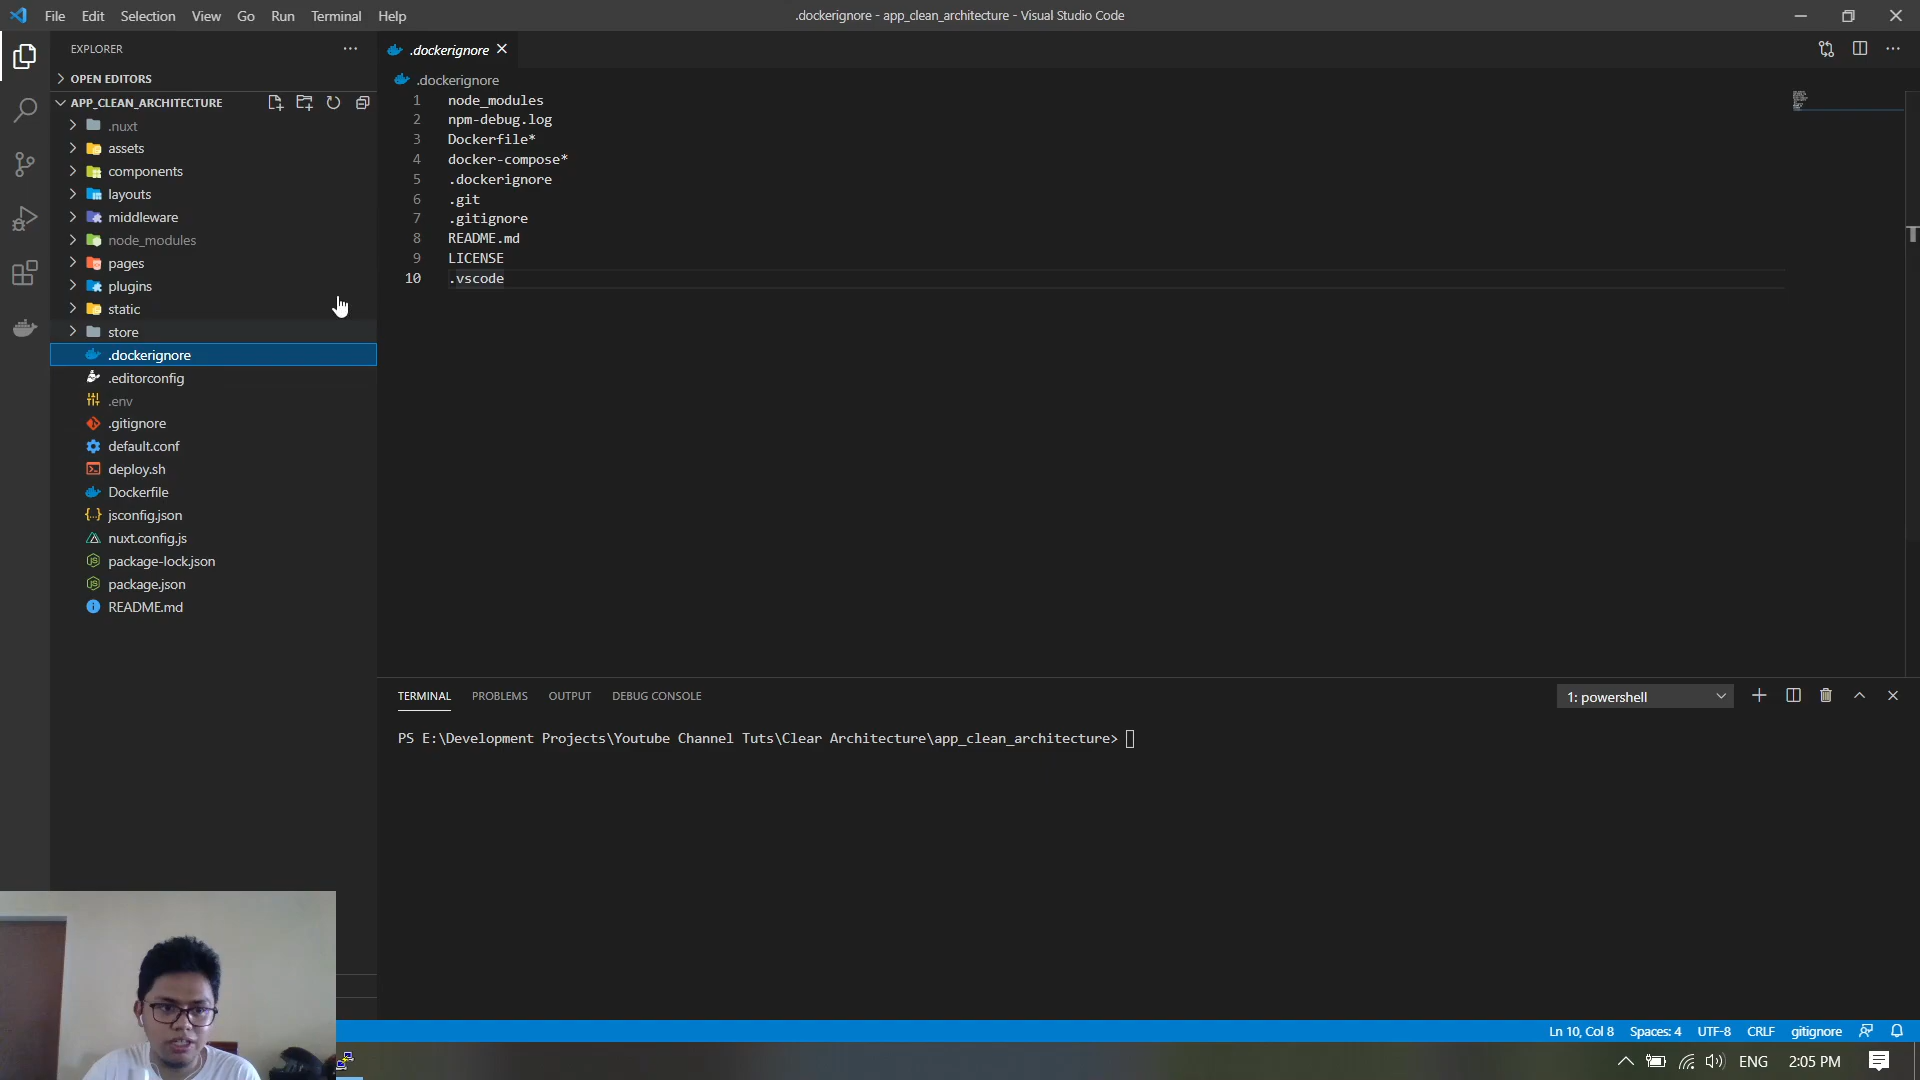 File Edit Selection View Go Run Terminal Help
.dockerignore - app_clean_architecture - Visual Studio Code
EXPLORER
OPEN EDITORS
APP_CLEAN_ARCHITECTURE
.nuxt
assets
components
layouts
middleware
node_modules
pages
plugins
static
store
.dockerignore
.editorconfig
.env
.gitignore
default.conf
deploy.sh
Dockerfile
jsconfig.json
nuxt.config.js
package-lock.json
package.json
README.md
.dockerignore
.dockerignore
1 node_modules
2 npm-debug.log
3 Dockerfile*
4 docker-compose*
5 .dockerignore
6 .git
7 .gitignore
8 README.md
9 LICENSE
10 .vscode
TERMINAL PROBLEMS OUTPUT DEBUG CONSOLE
1: powershell
PS E:\Development Projects\Youtube Channel Tuts\Clear Architecture\app_clean_architecture>
Ln 10, Col 8 Spaces: 4 UTF-8 CRLF gitignore
ENG 2:05 PM